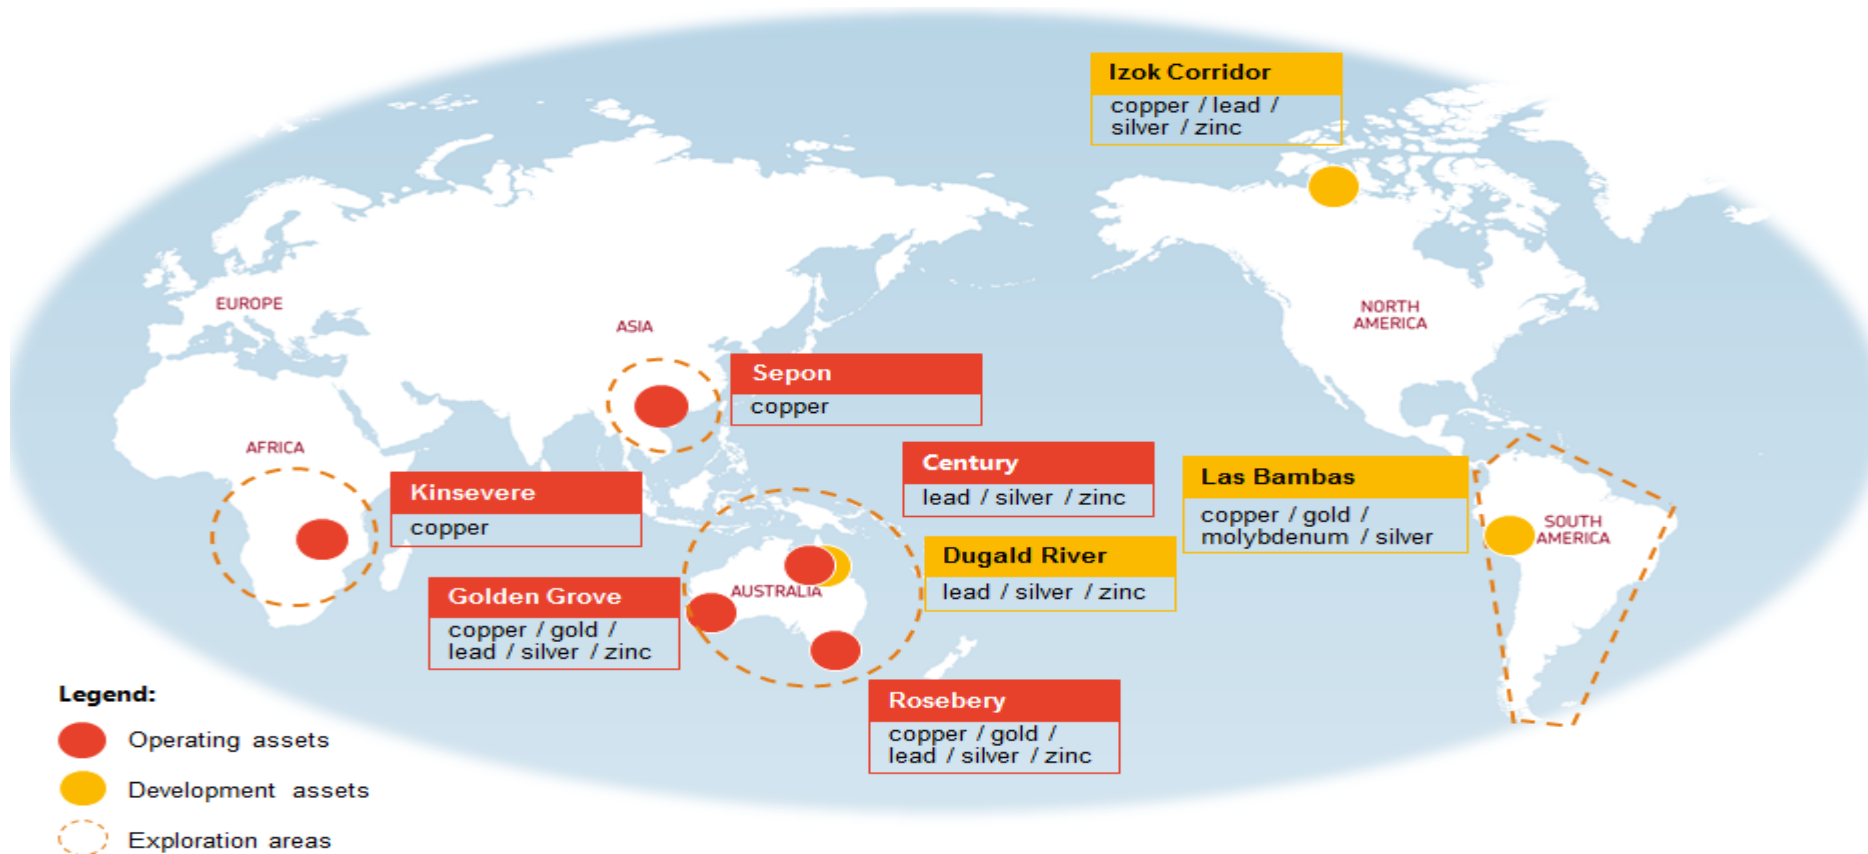 Izok Corridor
copper / lead /
silver / zinc
EUROPE
ASIA
NORTH
AMERICA
Sepon
copper
AFRICA
Kinsevere
copper
Century
lead / silver / zinc
Las Bambas
copper / gold /
molybdenum / silver
SOUTH
AMERICA
Dugald River
lead / silver / zinc
AUSTRALIA
Golden Grove
copper / gold /
lead / silver / zinc
Rosebery
copper / gold /
lead / silver / zinc
Legend:
Operating assets
Development assets
Exploration areas